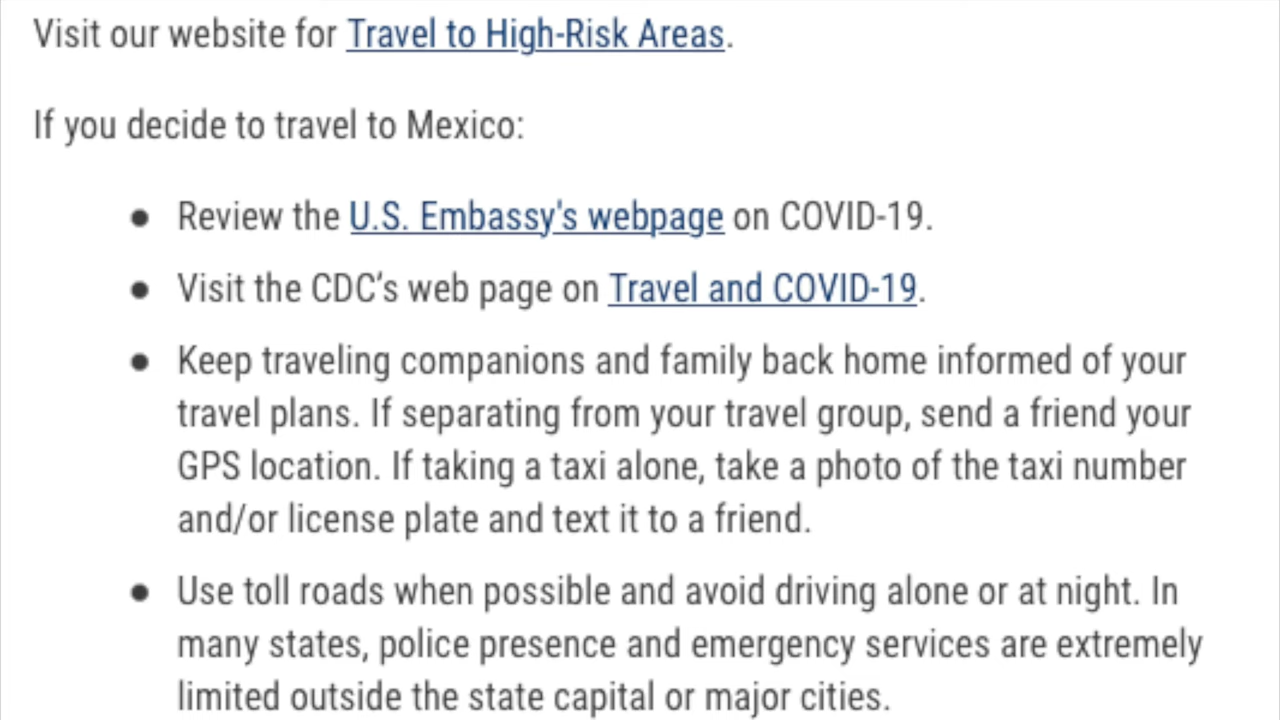 Visit our website for Travel to High-Risk Areas.
If you decide to travel to Mexico:
● Review the U.S. Embassy's webpage on COVID-19.
● Visit the CDC’s web page on Travel and COVID-19.
● Keep traveling companions and family back home informed of your
travel plans. If separating from your travel group, send a friend your
GPS location. If taking a taxi alone, take a photo of the taxi number
and/or license plate and text it to a friend.
● Use toll roads when possible and avoid driving alone or at night. In
many states, police presence and emergency services are extremely
limited outside the state capital or major cities.